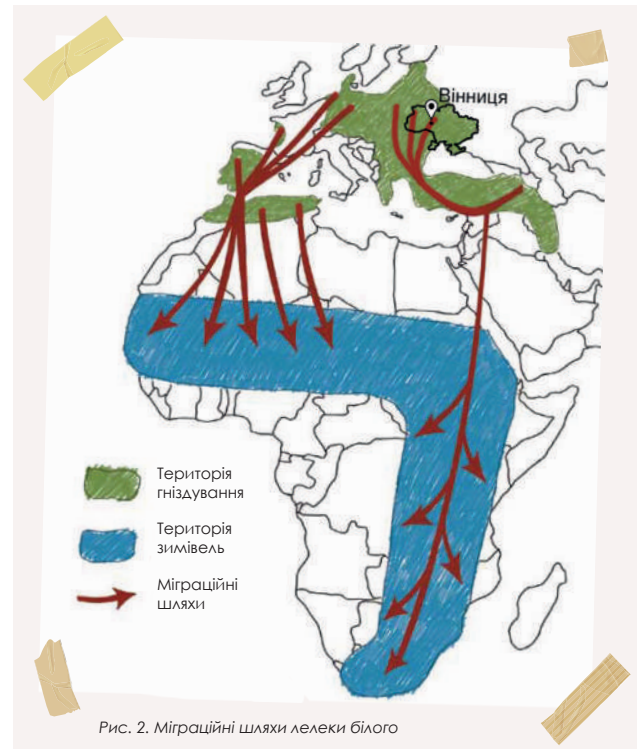 Вінниця
Територія
гніздування
Територія
зимівель
Міграційні
шляхи
Рис. 2. Міграційні шляхи лелеки білого